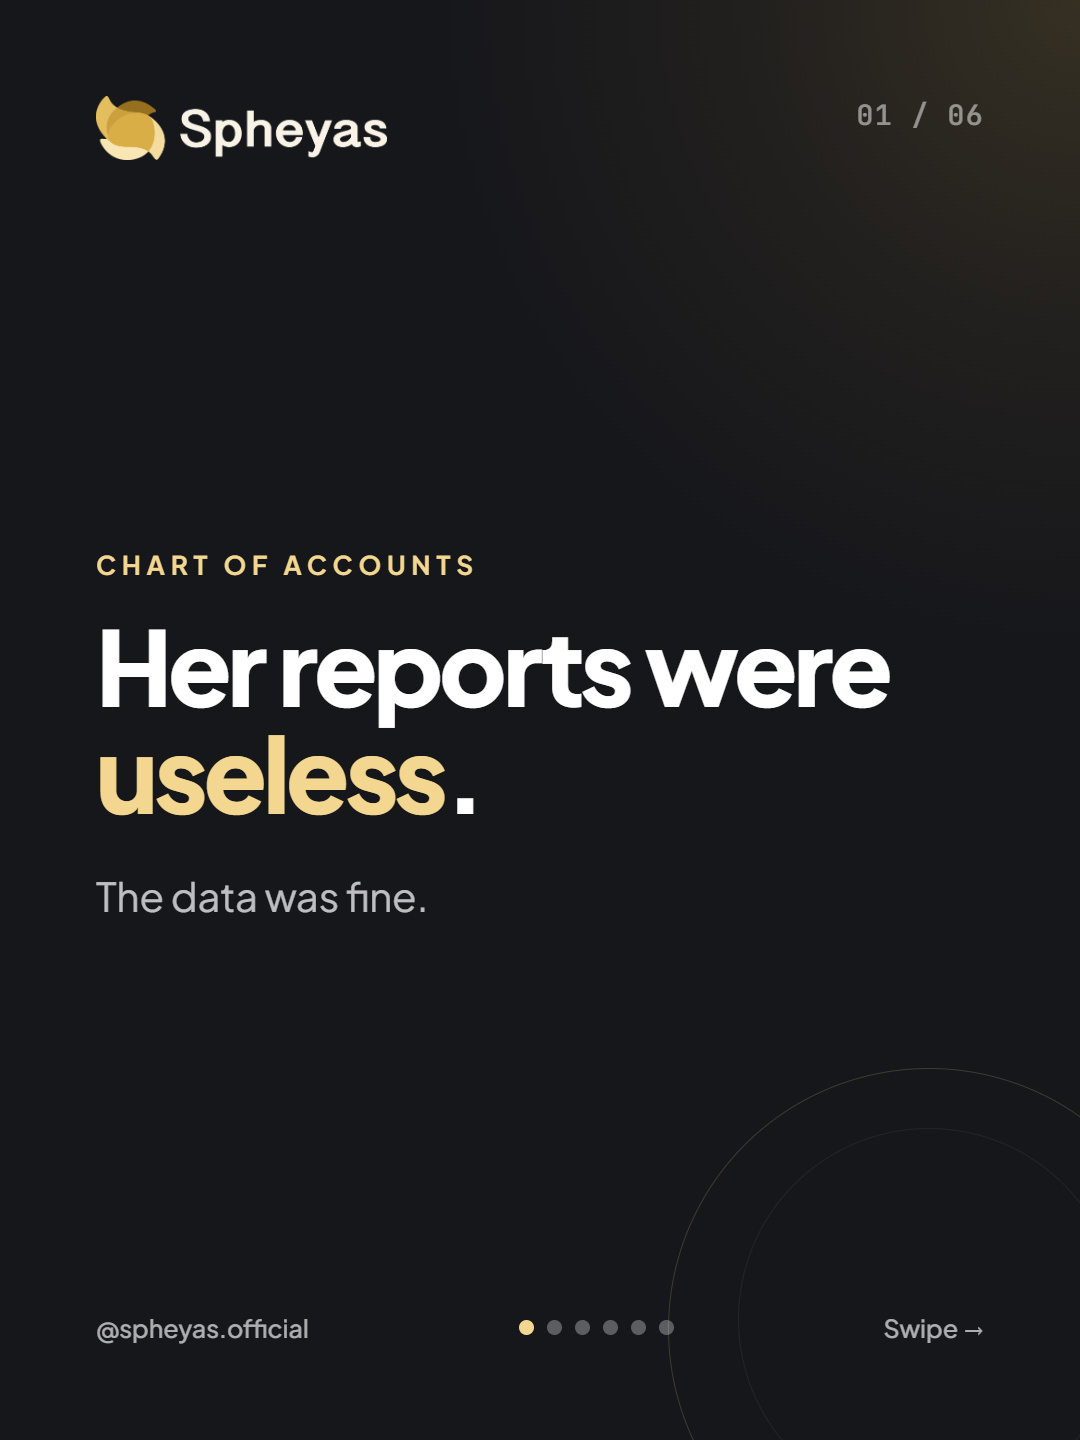 Spheyas
01 / 06
CHART OF ACCOUNTS
Her reports were
useless.
The data was fine.
@spheyas.official
Swipe →